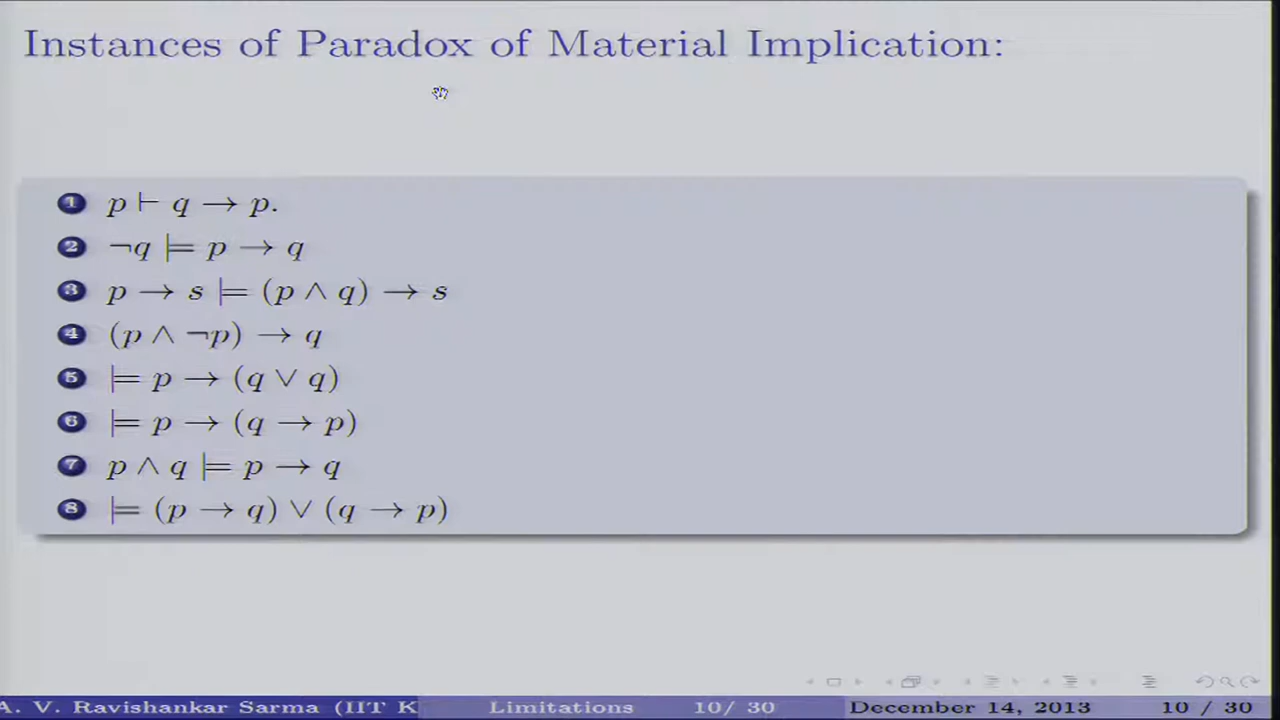 Instances of Paradox of Material Implication:
1 p ⊢ q → p.
2 ¬q ⊨ p → q
3 p → s ⊨ (p ∧ q) → s
4 (p ∧ ¬p) → q
5 ⊨ p → (q ∨ q)
6 ⊨ p → (q → p)
7 p ∧ q ⊨ p → q
8 ⊨ (p → q) ∨ (q → p)
A. V. Ravishankar Sarma (IIT K Limitations 10/ 30 December 14, 2013 10 / 30